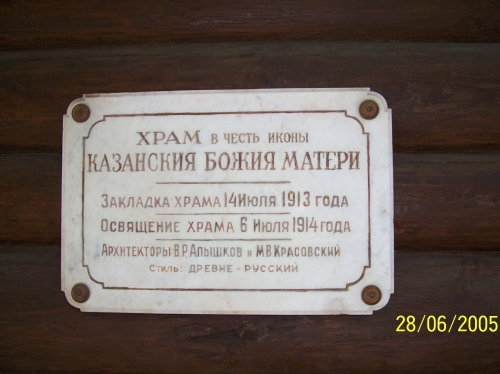 ХРАМ В ЧЕСТЬ ИКОНЫ
КАЗАНСКИЯ БОЖИЯ МАТЕРИ
ЗАКЛАДКА ХРАМА 14 ИЮЛЯ 1913 ГОДА
ОСВЯЩЕНИЕ ХРАМА 6 ИЮЛЯ 1914 ГОДА
АРХИТЕКТОРЫ: В.Р.АПЫШКОВ И М.В.КРАСОВСКИЙ
СТИЛЬ: ДРЕВНЕ - РУССКИЙ
28/06/2005